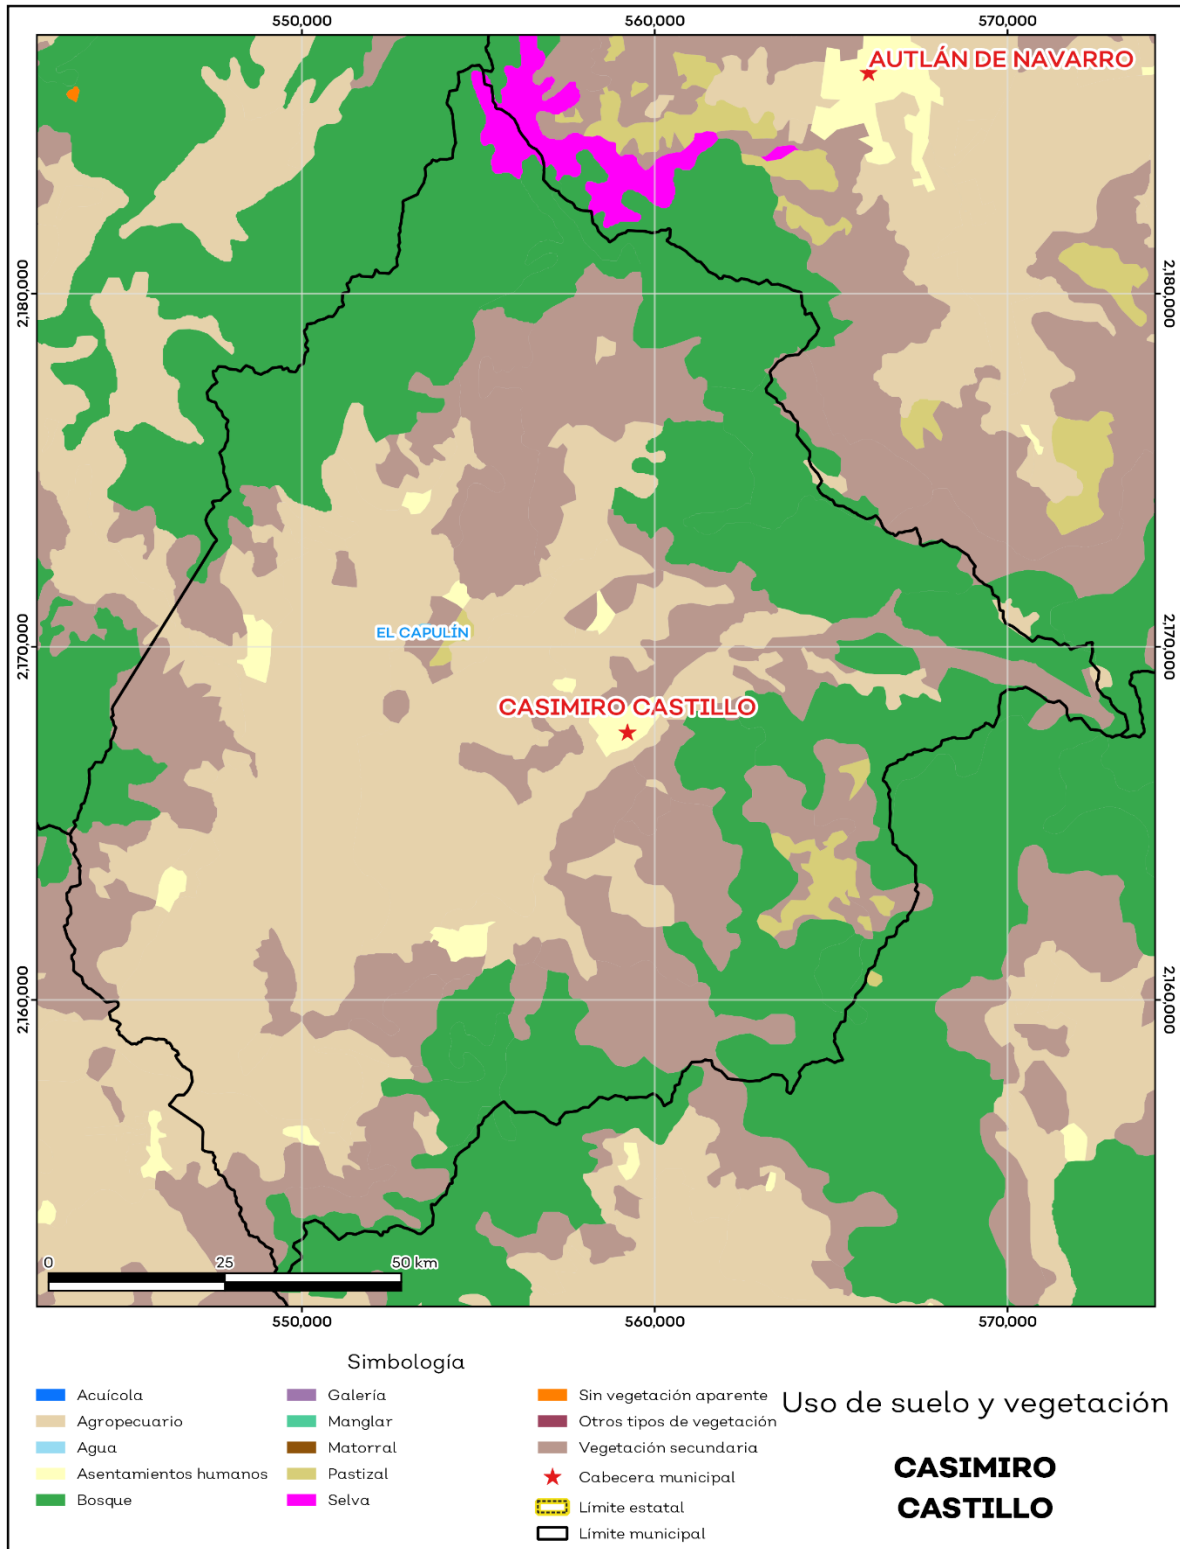 550,000
560,000
570,000
AUTLÁN DE NAVARRO
2,180,000
2,180,000
EL CAPULÍN
2,170,000
2,170,000
CASIMIRO CASTILLO
2,160,000
2,160,000
0
25
50 km
550,000
560,000
570,000
Simbología
Acuícola
Agropecuario
Agua
Asentamientos humanos
Bosque
Galería
Manglar
Matorral
Pastizal
Selva
Sin vegetación aparente
Otros tipos de vegetación
Vegetación secundaria
Cabecera municipal
Límite estatal
Límite municipal
Uso de suelo y vegetación
CASIMIRO
CASTILLO